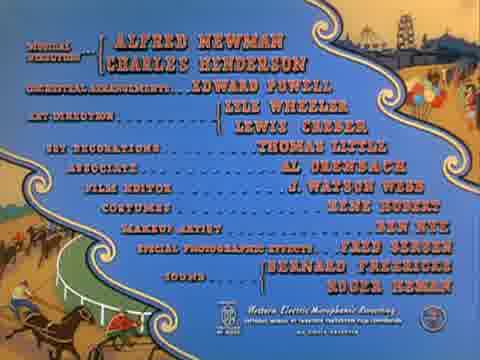 MUSICAL DIRECTION ... { ALFRED NEWMAN
CHARLES HENDERSON
ORCHESTRAL ARRANGEMENTS ... EDWARD POWELL
ART DIRECTION .......... { LYLE WHEELER
LEWIS CREBER
SET DECORATIONS .......... THOMAS LITTLE
ASSOCIATE .......... AL ORENBACH
FILM EDITOR .......... J. WATSON WEBB
COSTUMES .......... RENE HUBERT
MAKEUP ARTIST .......... BEN NYE
SPECIAL PHOTOGRAPHIC EFFECTS ... FRED SERSEN
SOUND .......... { BERNARD FREERICKS
ROGER HEMAN
Western Electric Microphonic Recording